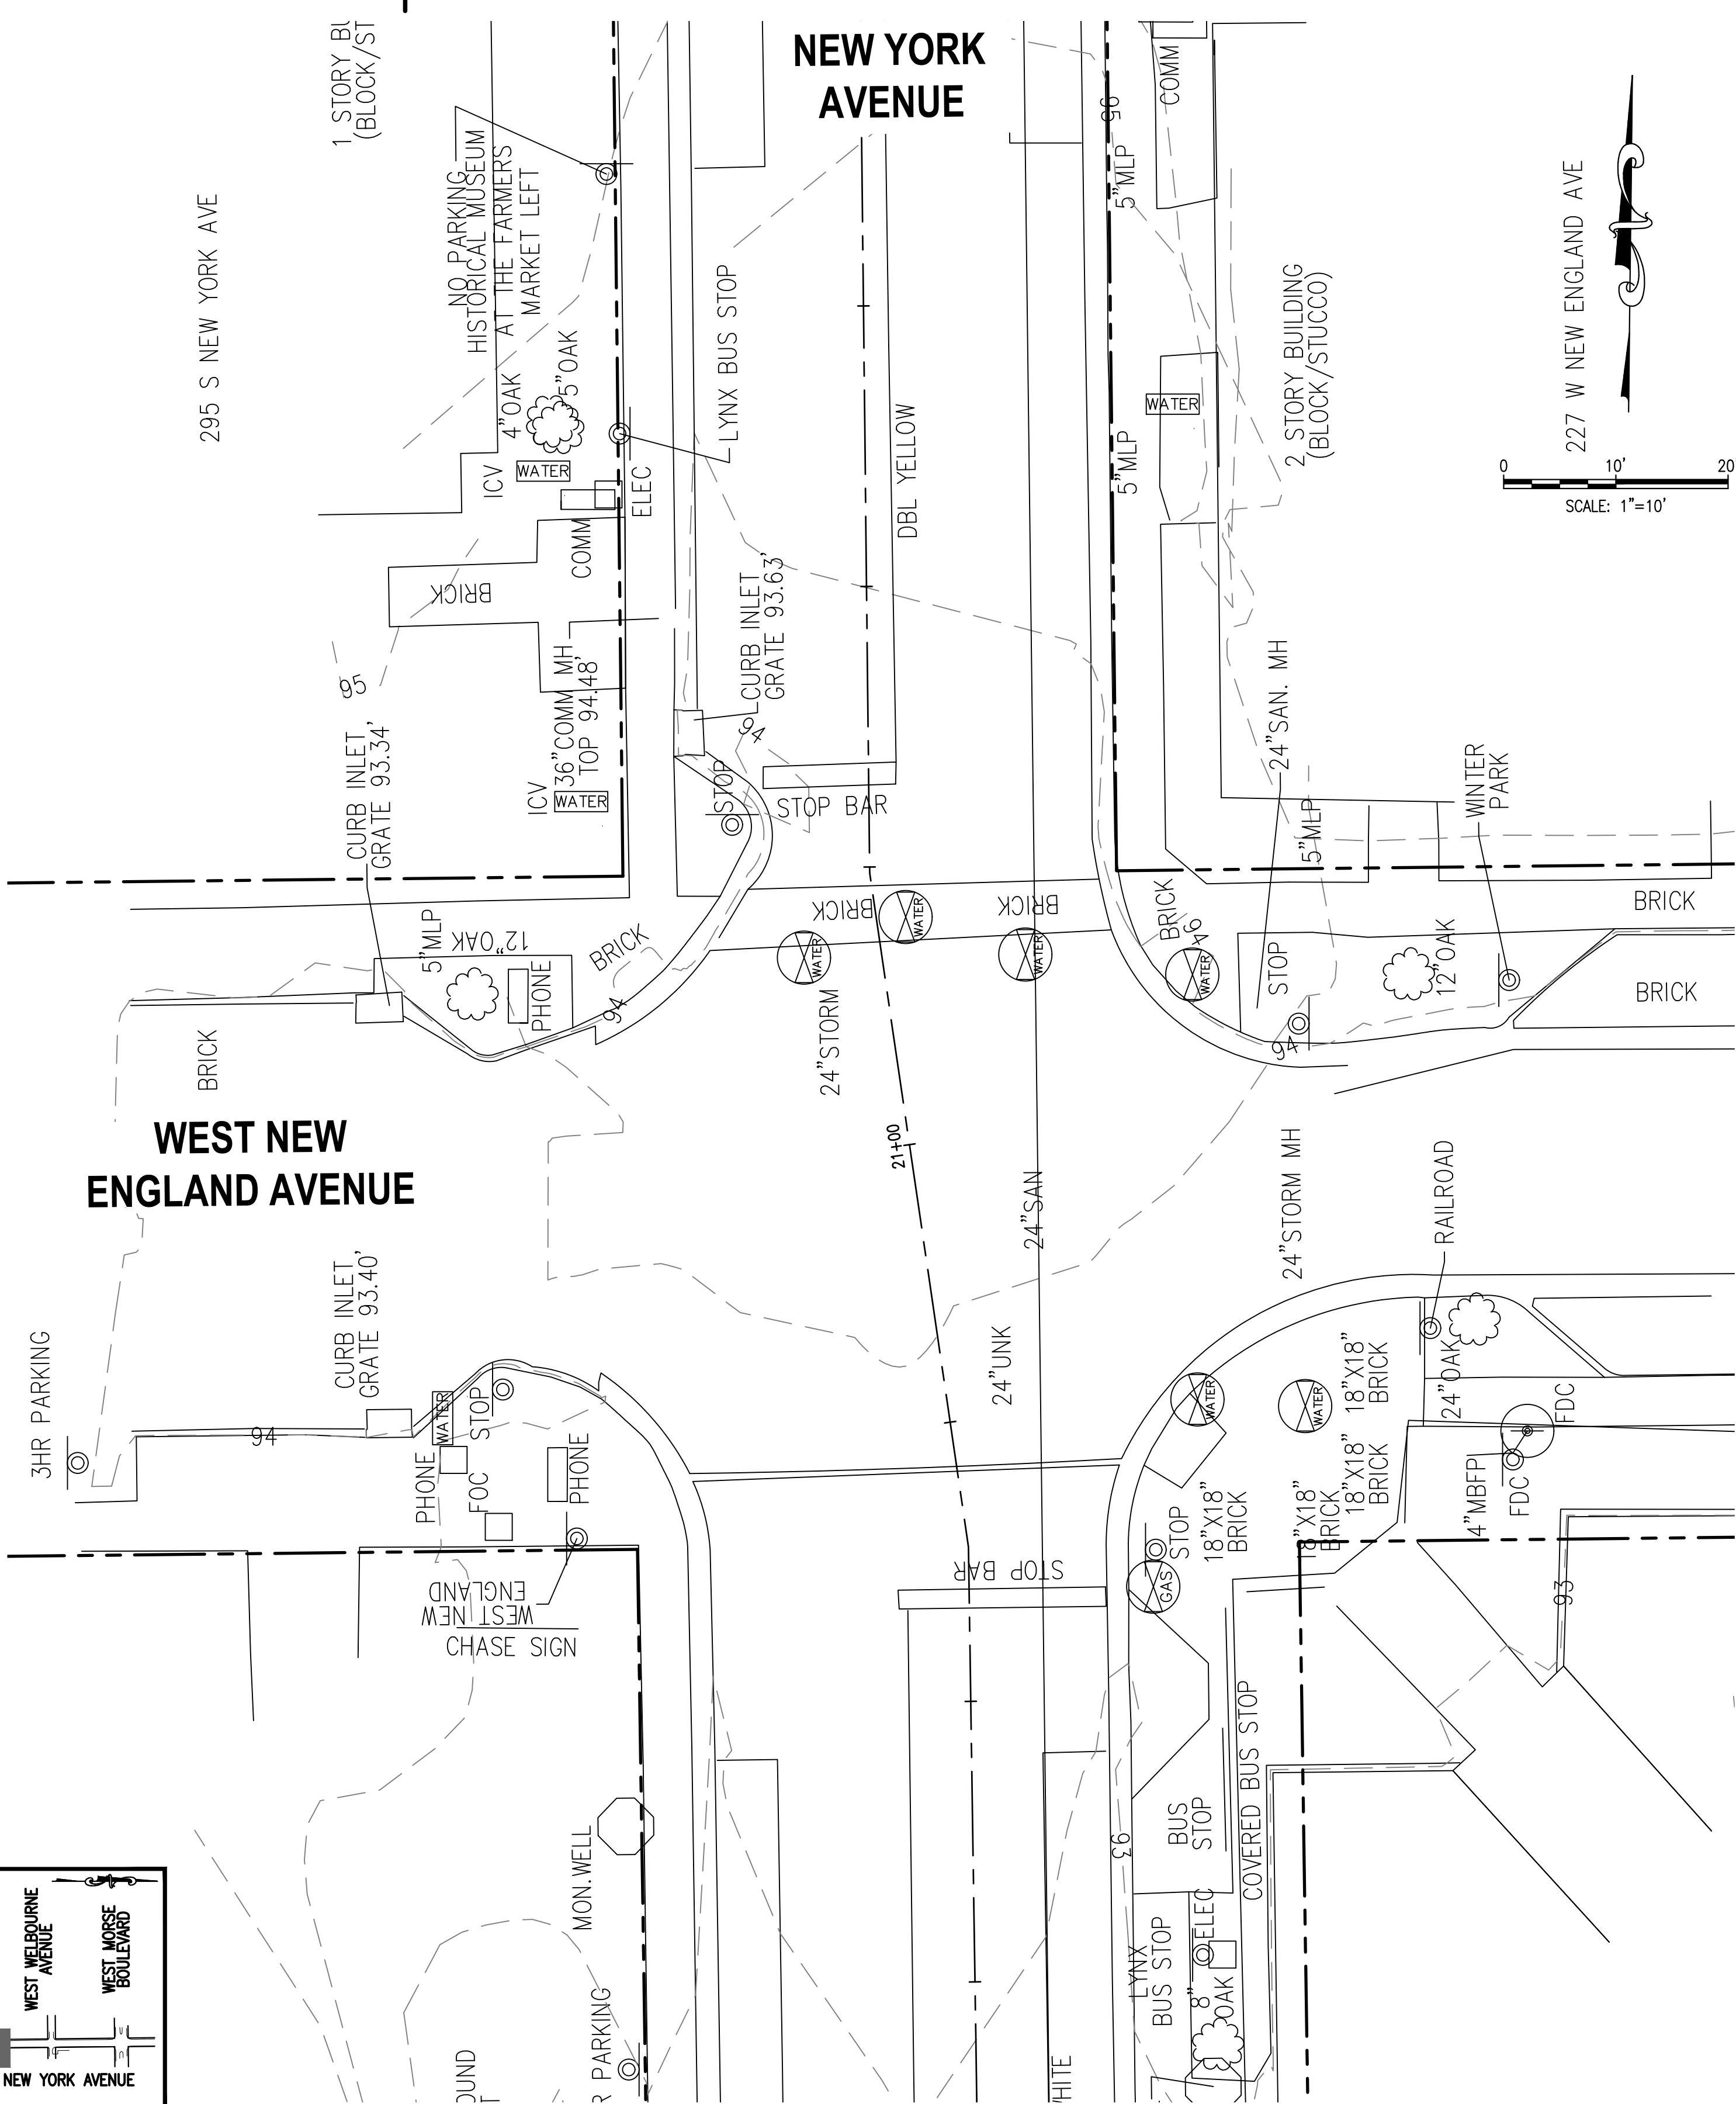 NEW YORK
AVENUE
1 STORY
295 S NEW YORK AVE
NO PARKING
HISTORICAL MUSEUM
AT THE FARMERS
MARKET LEFT
4"OAK
5"OAK
ICV
WATER
ELEC
COMM
BRICK
LYNX BUS STOP
DBL YELLOW
CURB INLET
GRATE 93.63'
95
COMM
5"MLP
WATER
5"MLP
2 STORY BUILDING
(BLOCK/STUCCO)
227 W NEW ENGLAND AVE
0
10'
20
SCALE: 1"=10'
95
CURB INLET
GRATE 93.34'
36"COMM MH
TOP 94.48'
ICV
WATER
94
STOP
STOP BAR
24"SAN. MH
5"MLP
WINTER
PARK
5"MLP
12"OAK
PHONE
BRICK
94
BRICK
BRICK
BRICK
WATER
WATER
WATER
BRICK
94
WATER
STOP
12"OAK
BRICK
BRICK
94
BRICK
24"STORM
WEST NEW
ENGLAND AVENUE
21+00
24"SAN
24"STORM MH
RAILROAD
3HR PARKING
CURB INLET
GRATE 93.40'
94
WATER
STOP
PHONE
FOC
PHONE
WEST NEW
ENGLAND
CHASE SIGN
24"UNK
WATER
WATER
18"X18"
BRICK
18"X18"
BRICK
18"X18"
BRICK
18"X18"
BRICK
24"OAK
FDC
FDC
4"MBFP
STOP
GAS
STOP BAR
93
MON.WELL
93
BUS
STOP
COVERED BUS STOP
ELEC
LYNX
BUS STOP
8"
OAK
WEST WELBOURNE
AVENUE
WEST MORSE
BOULEVARD
NEW YORK AVENUE
R PARKING